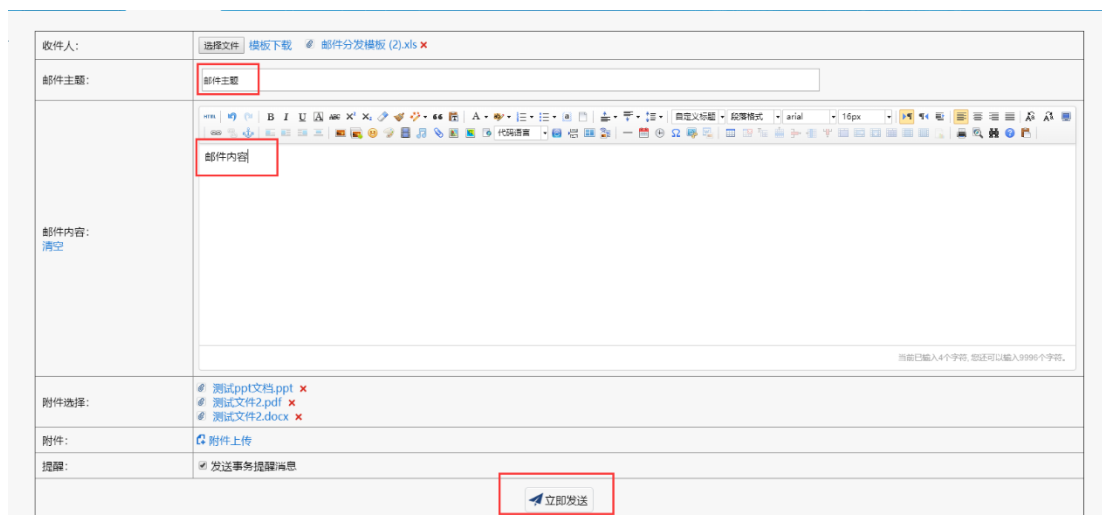 收件人:
选择文件 模板下载 邮件分发模板 (2).xls
邮件主题:
邮件主题
HTML B I U A ABC X² X₂ 66 A 自定义标题 段落格式 arial 16px
代码语言 Ω
邮件内容
邮件内容:
清空
当前已输入4个字符, 您还可以输入9996个字符。
附件选择:
测试ppt文档.ppt
测试文件2.pdf
测试文件2.docx
附件:
附件上传
提醒:
发送事务提醒消息
立即发送